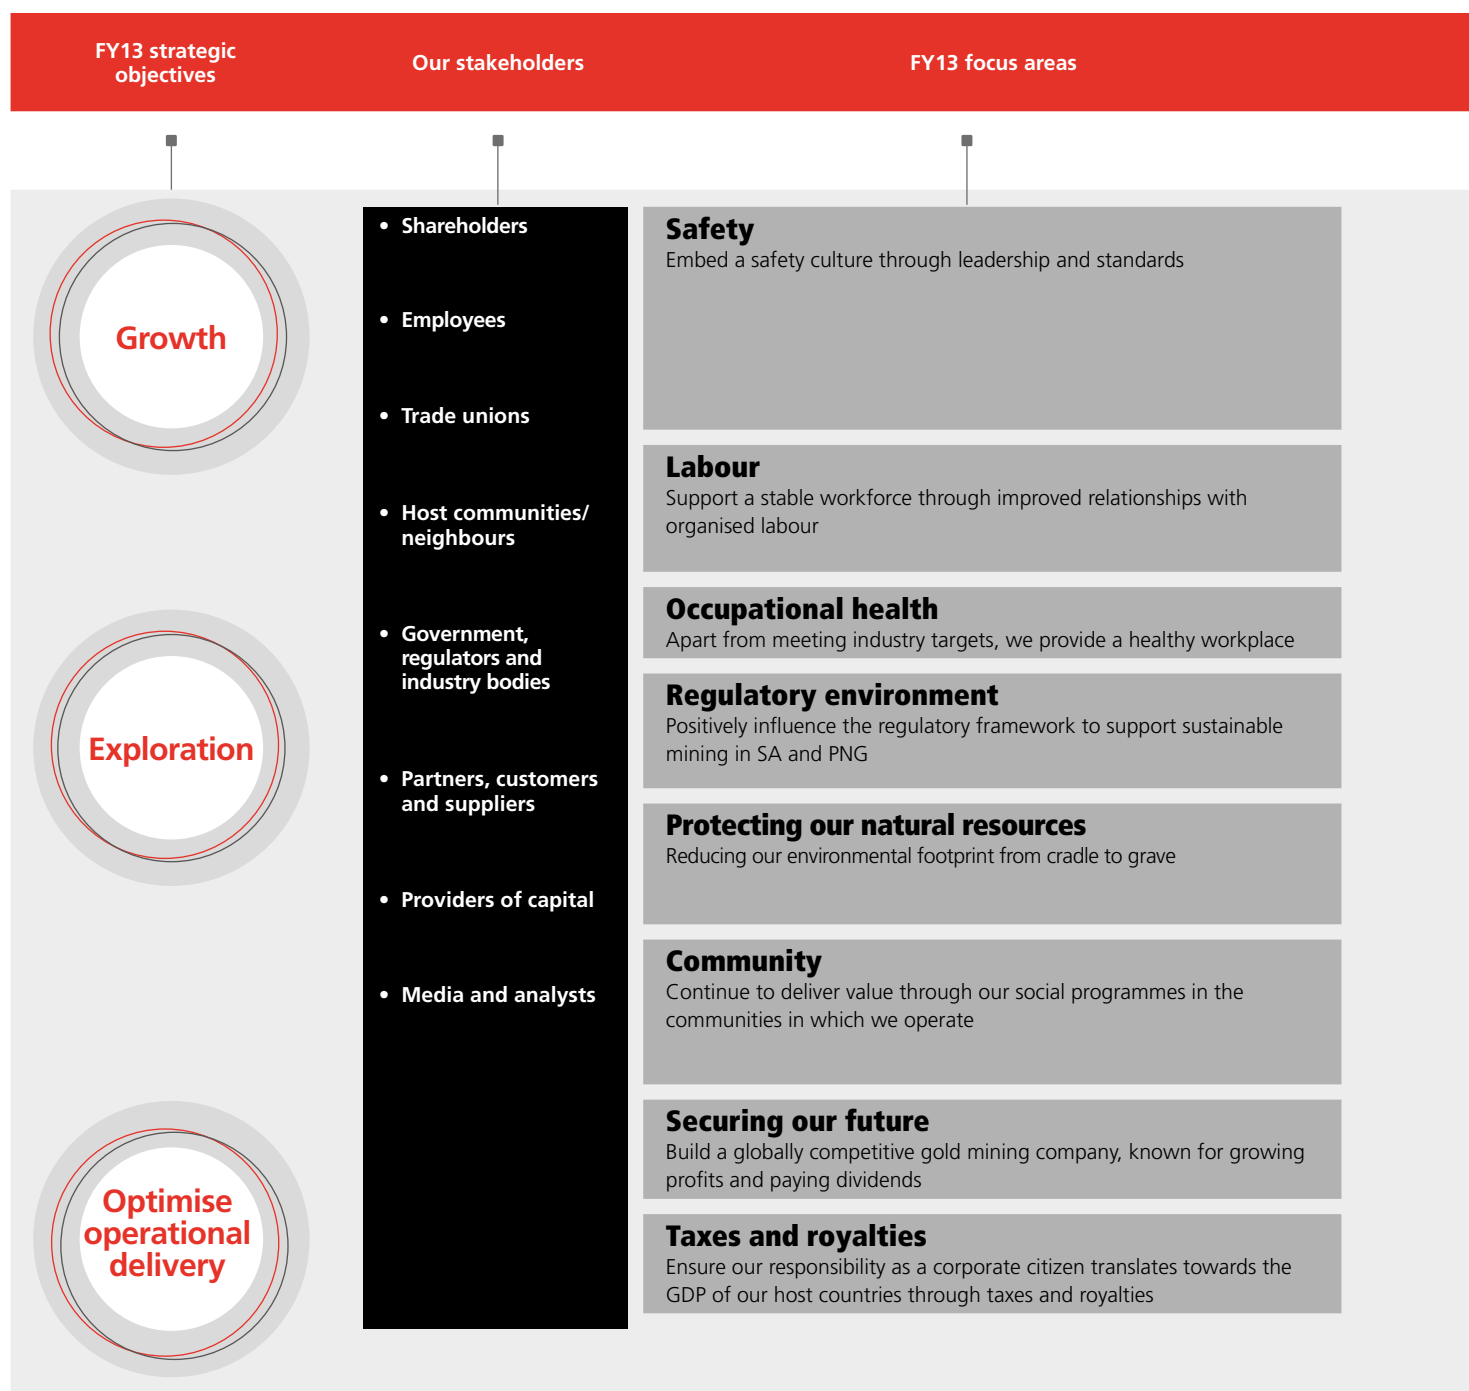 FY13 strategic
objectives
Our stakeholders
FY13 focus areas
Growth
Exploration
Optimise
operational
delivery
• Shareholders
• Employees
• Trade unions
• Host communities/
neighbours
• Government,
regulators and
industry bodies
• Partners, customers
and suppliers
• Providers of capital
• Media and analysts
Safety
Embed a safety culture through leadership and standards
Labour
Support a stable workforce through improved relationships with
organised labour
Occupational health
Apart from meeting industry targets, we provide a healthy workplace
Regulatory environment
Positively influence the regulatory framework to support sustainable
mining in SA and PNG
Protecting our natural resources
Reducing our environmental footprint from cradle to grave
Community
Continue to deliver value through our social programmes in the
communities in which we operate
Securing our future
Build a globally competitive gold mining company, known for growing
profits and paying dividends
Taxes and royalties
Ensure our responsibility as a corporate citizen translates towards the
GDP of our host countries through taxes and royalties